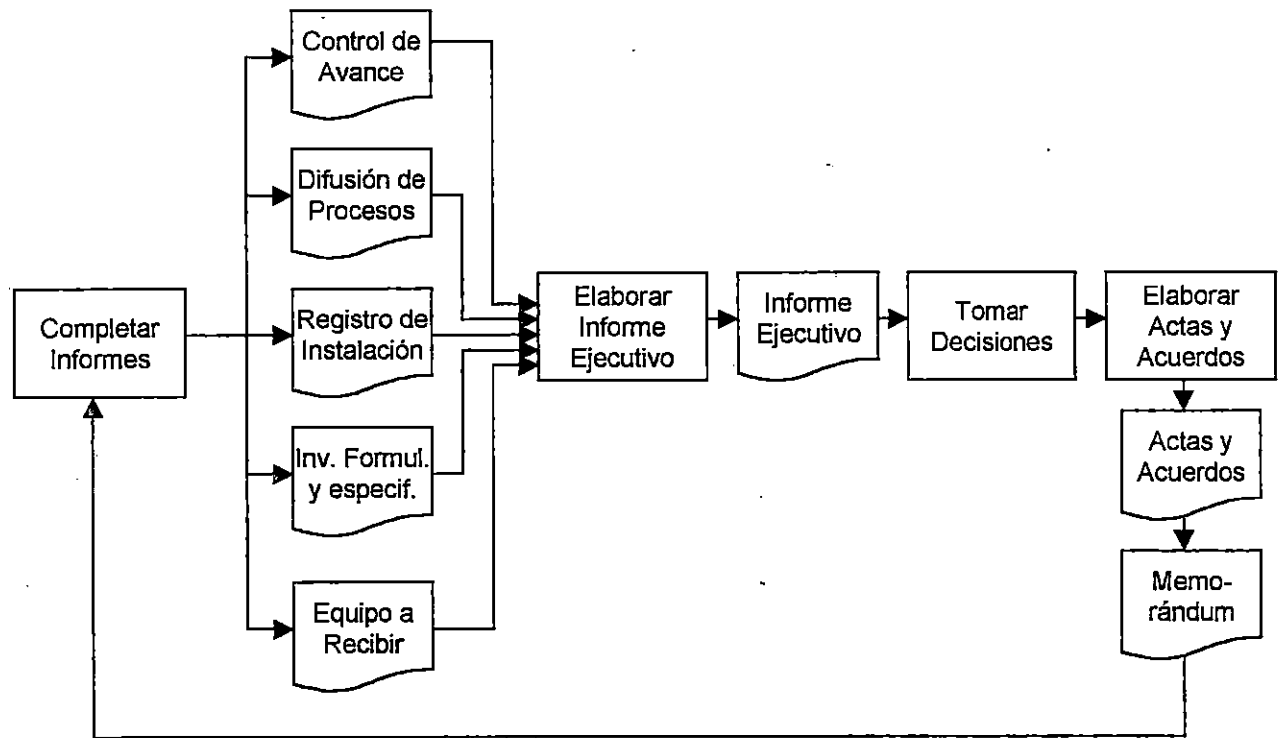 Control de
Avance
Difusión de
Procesos
Completar
Informes
Registro de
Instalación
Inv. Formul.
y especif.
Equipo a
Recibir
Elaborar
Informe
Ejecutivo
Informe
Ejecutivo
Tomar
Decisiones
Elaborar
Actas y
Acuerdos
Actas y
Acuerdos
Memo-
rándum